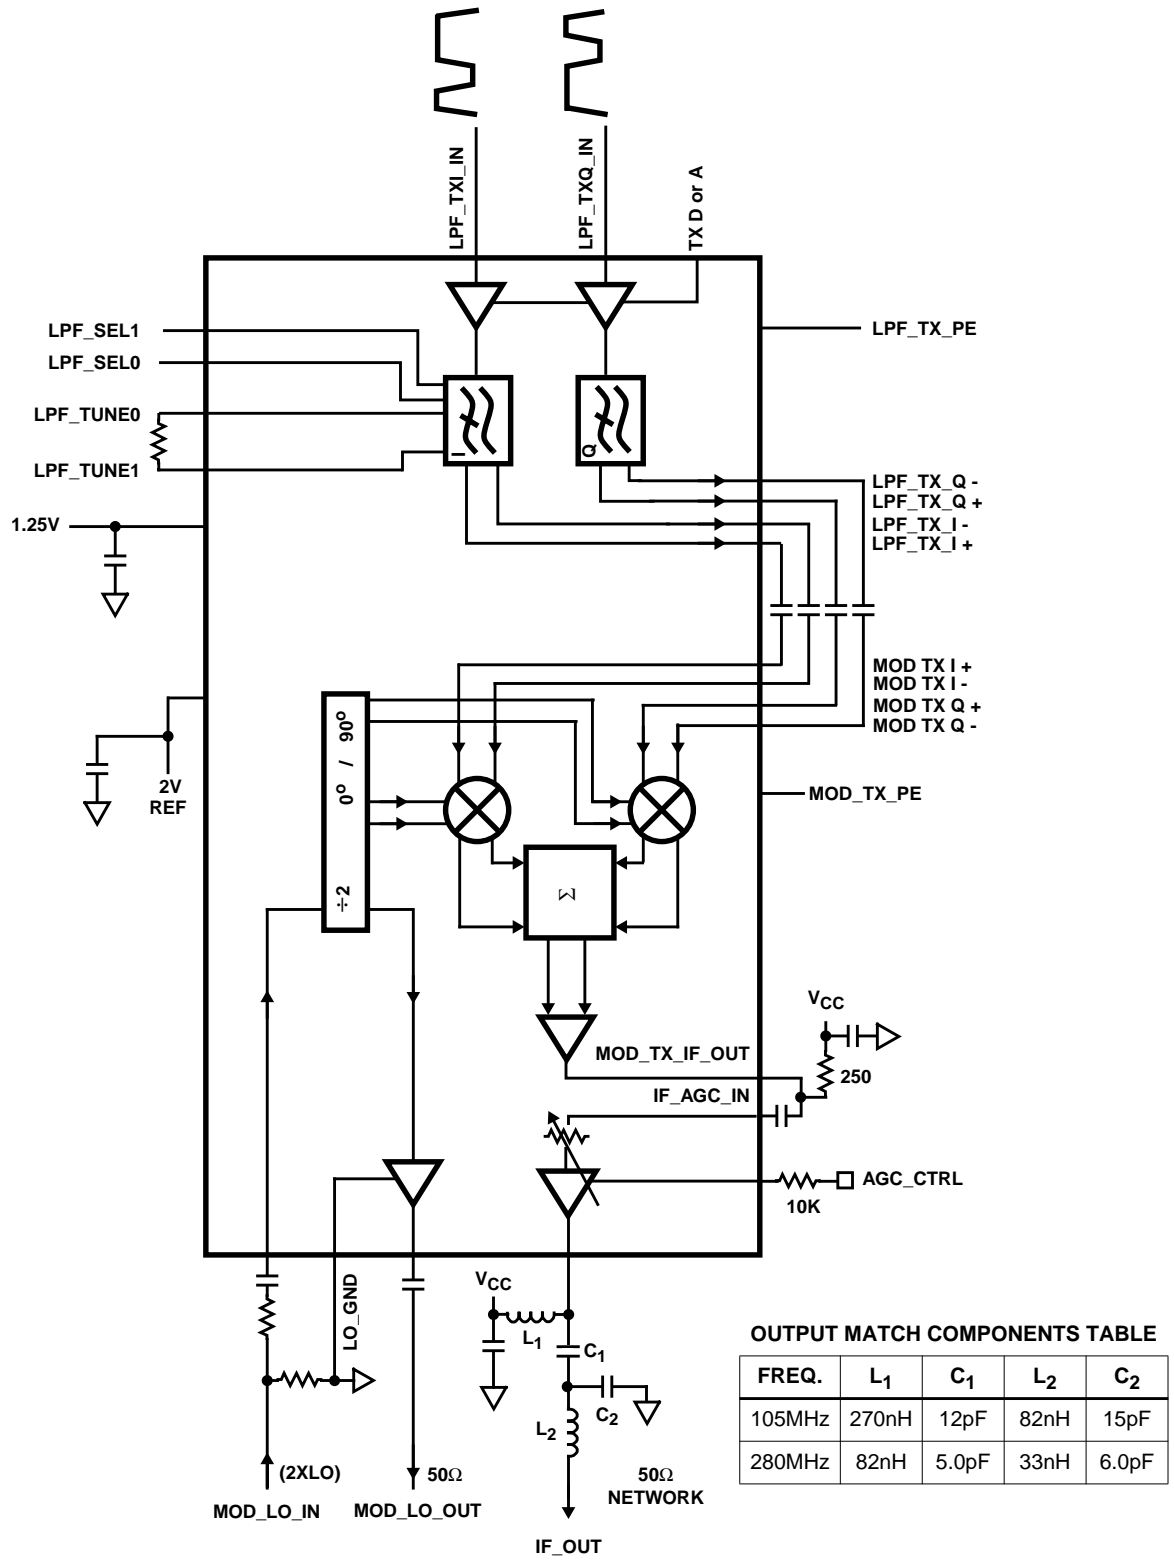 LPF_TXI_IN
LPF_TXQ_IN
TX D or A
LPF_SEL1
LPF_SEL0
LPF_TUNE0
LPF_TUNE1
LPF_TX_PE
I
Q
LPF_TX_Q -
LPF_TX_Q +
LPF_TX_I -
LPF_TX_I +
1.25V
MOD TX I +
MOD TX I -
MOD TX Q +
MOD TX Q -
2V
REF
0º / 90º
÷2
MOD_TX_PE
Σ
VCC
250
MOD_TX_IF_OUT
IF_AGC_IN
AGC_CTRL
10K
LO_GND
VCC
L1
C1
C2
L2
(2XLO)
MOD_LO_IN
50Ω
MOD_LO_OUT
50Ω
NETWORK
IF_OUT
OUTPUT MATCH COMPONENTS TABLE
FREQ. L1 C1 L2 C2
105MHz 270nH 12pF 82nH 15pF
280MHz 82nH 5.0pF 33nH 6.0pF